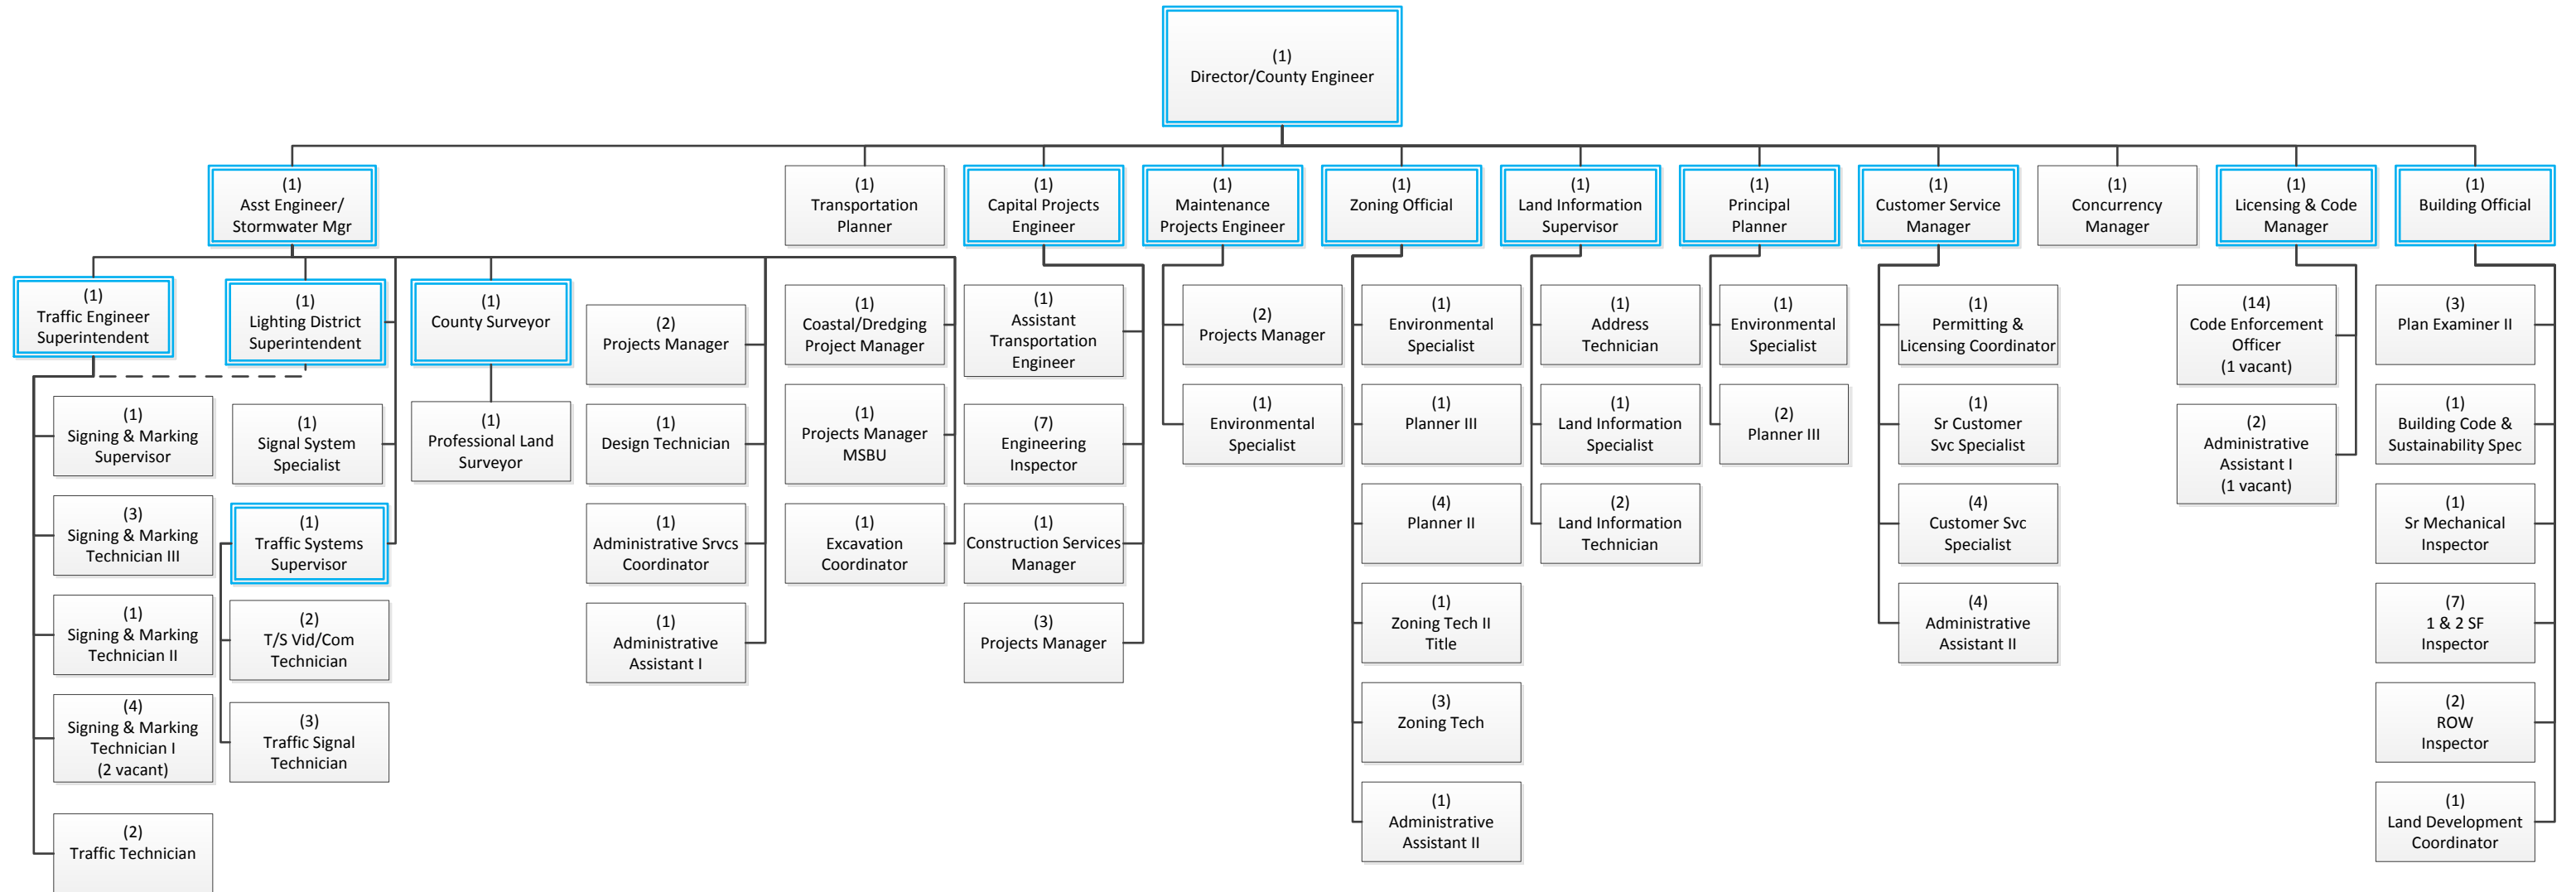 (1)
Director/County Engineer
(1)
Asst Engineer/
Stormwater Mgr
(1)
Transportation
Planner
(1)
Capital Projects
Engineer
(1)
Maintenance
Projects Engineer
(1)
Zoning Official
(1)
Land Information
Supervisor
(1)
Principal
Planner
(1)
Customer Service
Manager
(1)
Concurrency
Manager
(1)
Licensing & Code
Manager
(1)
Building Official
(1)
Traffic Engineer
Superintendent
(1)
Lighting District
Superintendent
(1)
County Surveyor
(1)
Signing & Marking
Supervisor
(3)
Signing & Marking
Technician III
(1)
Signing & Marking
Technician II
(4)
Signing & Marking
Technician I
(2 vacant)
(2)
Traffic Technician
(1)
Signal System
Specialist
(1)
Traffic Systems
Supervisor
(2)
T/S Vid/Com
Technician
(3)
Traffic Signal
Technician
(1)
Professional Land
Surveyor
(2)
Projects Manager
(1)
Design Technician
(1)
Administrative Srvcs
Coordinator
(1)
Administrative
Assistant I
(1)
Coastal/Dredging
Project Manager
(1)
Projects Manager
MSBU
(1)
Excavation
Coordinator
(1)
Assistant
Transportation
Engineer
(7)
Engineering
Inspector
(1)
Construction Services
Manager
(3)
Projects Manager
(2)
Projects Manager
(1)
Environmental
Specialist
(1)
Environmental
Specialist
(1)
Planner III
(4)
Planner II
(1)
Zoning Tech II
Title
(3)
Zoning Tech
(1)
Administrative
Assistant II
(1)
Address
Technician
(1)
Land Information
Specialist
(2)
Land Information
Technician
(1)
Environmental
Specialist
(2)
Planner III
(1)
Permitting &
Licensing Coordinator
(1)
Sr Customer
Svc Specialist
(4)
Customer Svc
Specialist
(4)
Administrative
Assistant II
(14)
Code Enforcement
Officer
(1 vacant)
(2)
Administrative
Assistant I
(1 vacant)
(3)
Plan Examiner II
(1)
Building Code &
Sustainability Spec
(1)
Sr Mechanical
Inspector
(7)
1 & 2 SF
Inspector
(2)
ROW
Inspector
(1)
Land Development
Coordinator